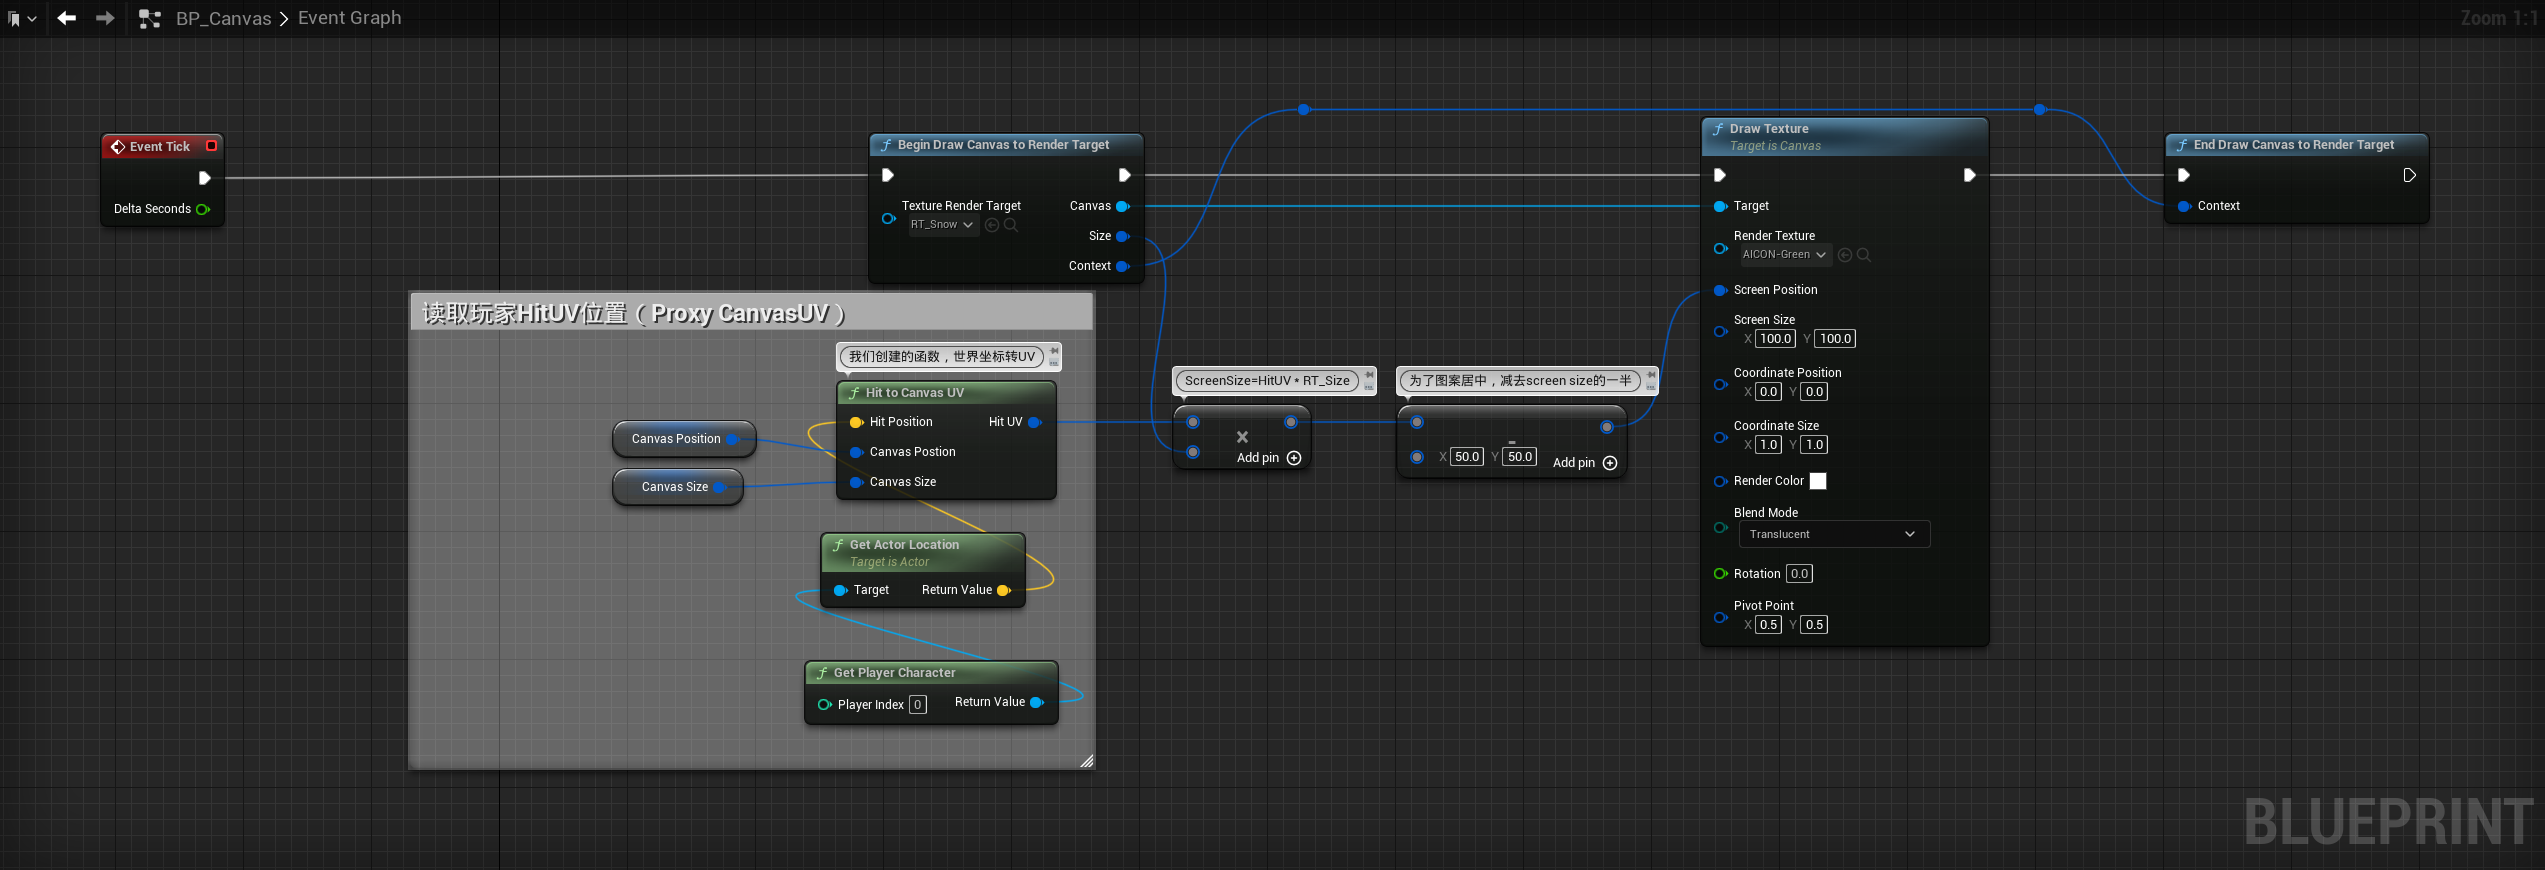 BP_Canvas > Event Graph
Zoom 1:1
Event Tick
Delta Seconds
Begin Draw Canvas to Render Target
Texture Render Target
RT_Snow
Canvas
Size
Context
Draw Texture
Target is Canvas
Target
Render Texture
AICON-Green
Screen Position
Screen Size
X 100.0 Y 100.0
Coordinate Position
X 0.0 Y 0.0
Coordinate Size
X 1.0 Y 1.0
Render Color
Blend Mode
Translucent
Rotation 0.0
Pivot Point
X 0.5 Y 0.5
End Draw Canvas to Render Target
Context
读取玩家HitUV位置（Proxy CanvasUV）
我们创建的函数，世界坐标转UV
Hit to Canvas UV
Hit Position
Hit UV
Canvas Postion
Canvas Size
Canvas Position
Canvas Size
Get Actor Location
Target is Actor
Target
Return Value
Get Player Character
Player Index 0
Return Value
ScreenSize=HitUV * RT_Size
Add pin
为了图案居中，减去screen size的一半
X 50.0 Y 50.0
Add pin
BLUEPRINT